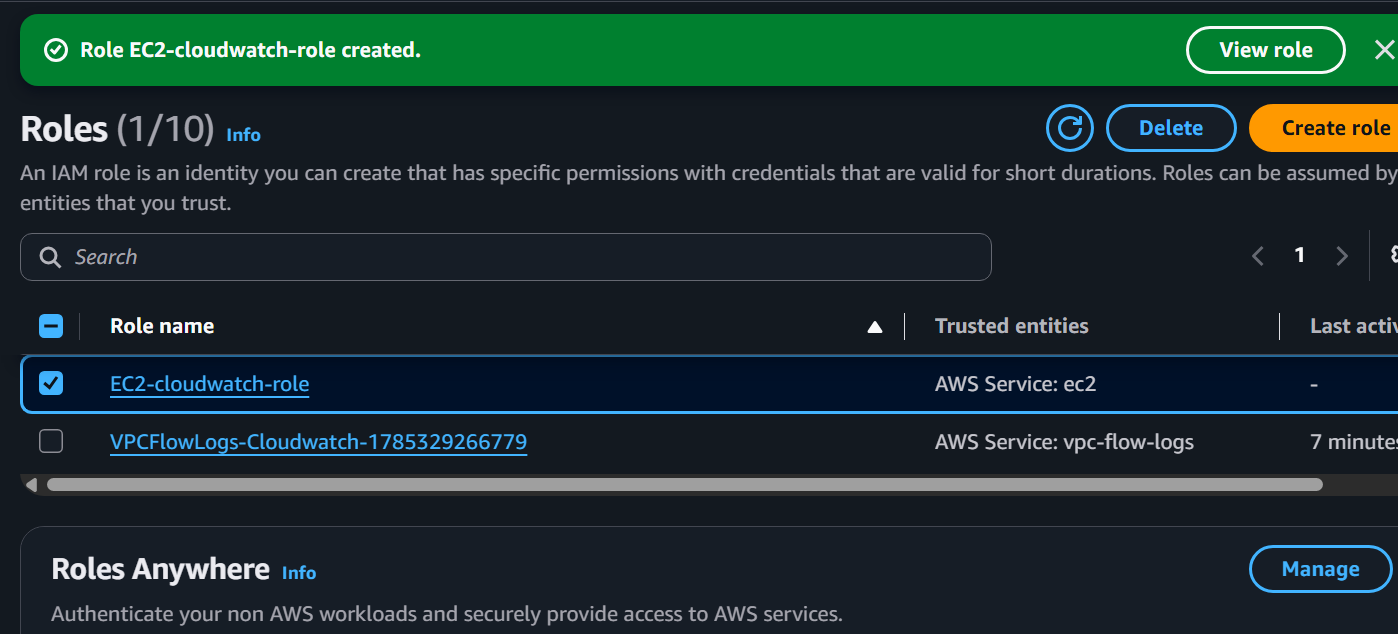 Role EC2-cloudwatch-role created.
View role
Roles (1/10) Info
Delete
Create role
An IAM role is an identity you can create that has specific permissions with credentials that are valid for short durations. Roles can be assumed by
entities that you trust.
Search
1
Role name
Trusted entities
Last activ
EC2-cloudwatch-role
AWS Service: ec2
-
VPCFlowLogs-Cloudwatch-1785329266779
AWS Service: vpc-flow-logs
7 minutes
Roles Anywhere Info
Manage
Authenticate your non AWS workloads and securely provide access to AWS services.